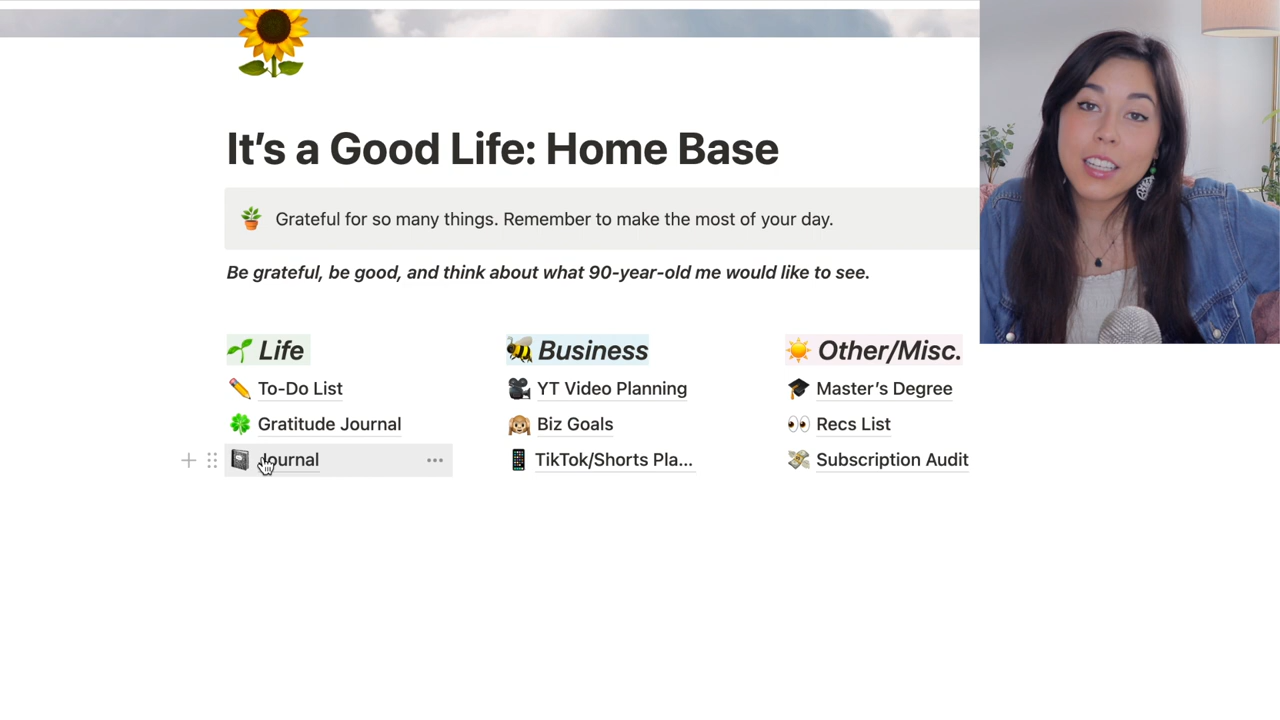 It's a Good Life: Home Base
Grateful for so many things. Remember to make the most of your day.
Be grateful, be good, and think about what 90-year-old me would like to see.
Life
To-Do List
Gratitude Journal
Journal
Business
YT Video Planning
Biz Goals
TikTok/Shorts Pla...
Other/Misc.
Master's Degree
Recs List
Subscription Audit